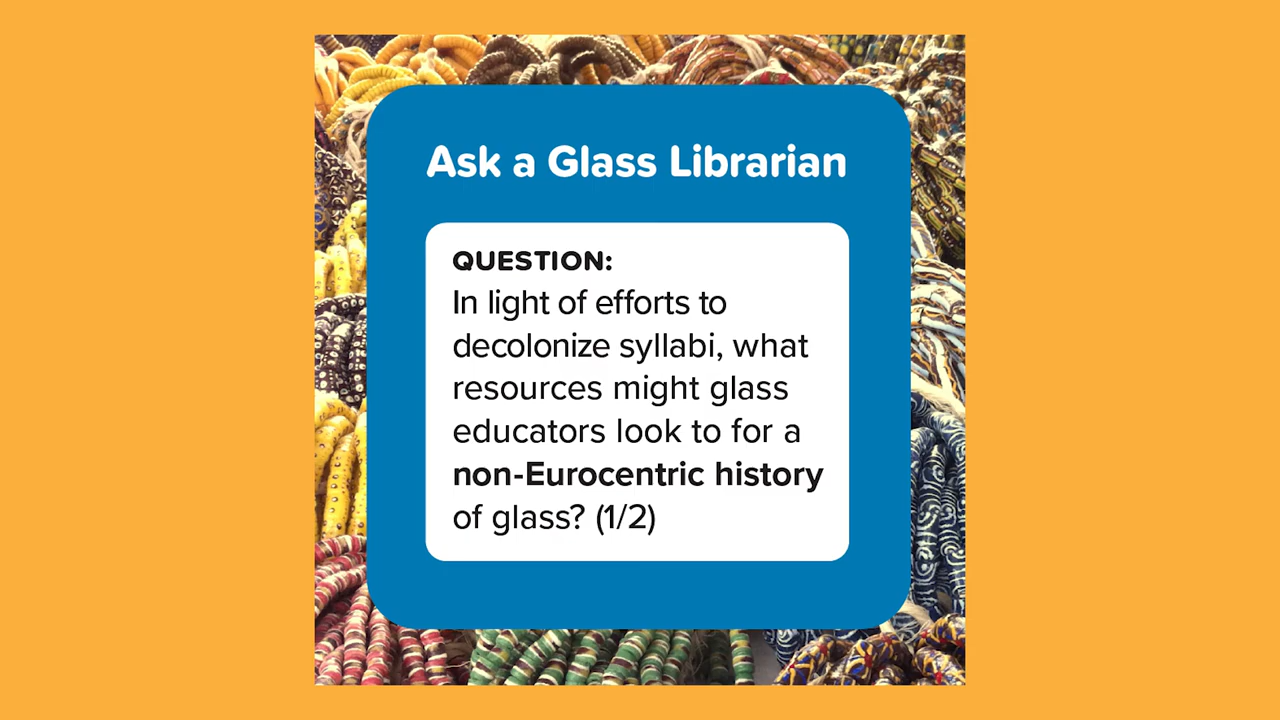 Ask a Glass Librarian
QUESTION:
In light of efforts to
decolonize syllabi, what
resources might glass
educators look to for a
non-Eurocentric history
of glass? (1/2)